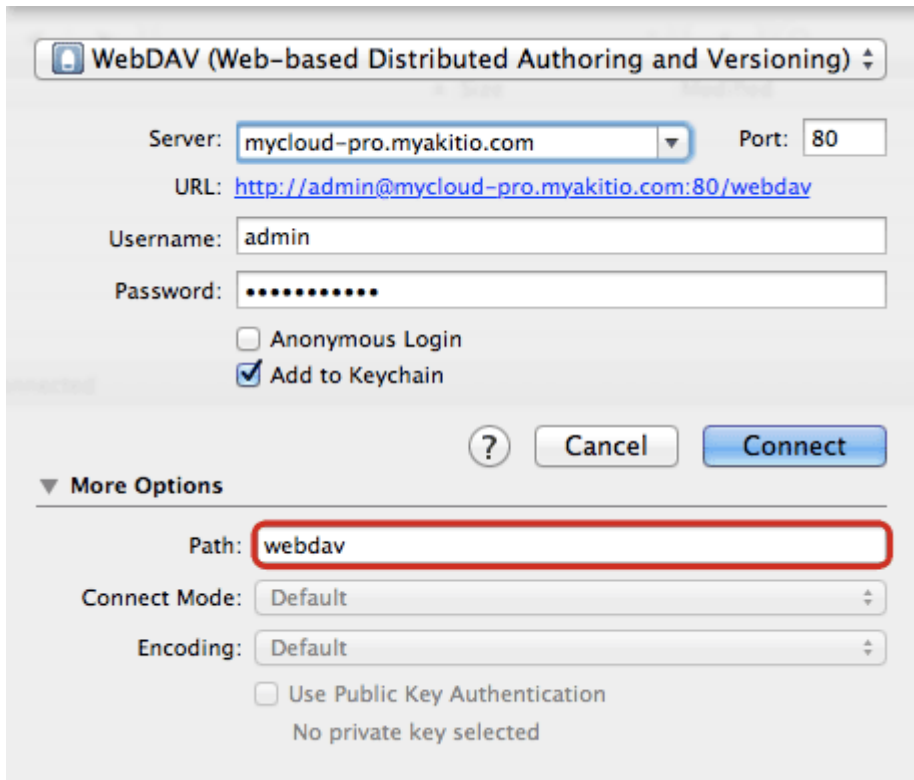 WebDAV (Web-based Distributed Authoring and Versioning)
Size Modified
Server: mycloud-pro.myakitio.com Port: 80
URL: http://admin@mycloud-pro.myakitio.com:80/webdav
Username: admin
Password: •••••••••••
Anonymous Login
Add to Keychain
? Cancel Connect
More Options
Path: webdav
Connect Mode: Default
Encoding: Default
Use Public Key Authentication
No private key selected